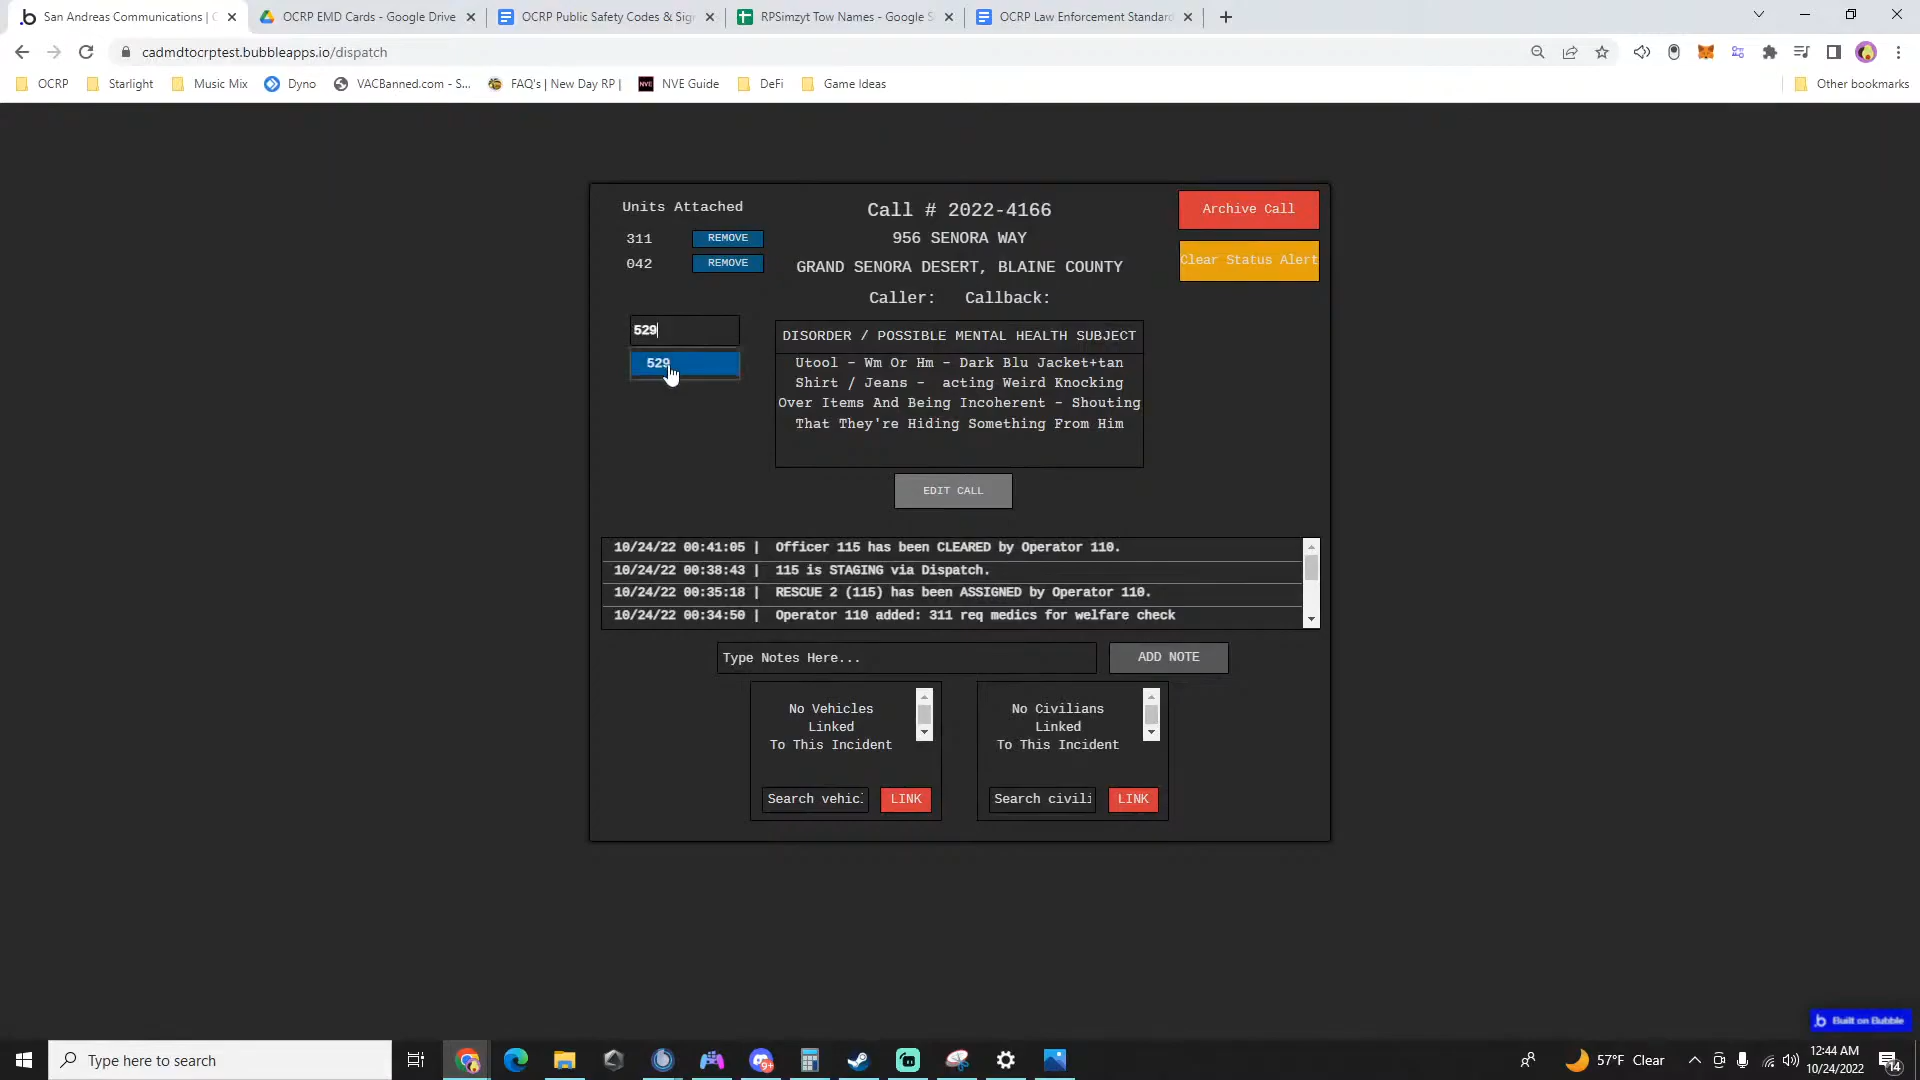 San Andreas Communications | C
OCRP EMD Cards - Google Drive
OCRP Public Safety Codes & Sig
RPSimzyt Tow Names - Google S
OCRP Law Enforcement Standard
cadmdtocrptest.bubbleapps.io/dispatch
OCRP
Starlight
Music Mix
Dyno
VACBanned.com - S...
FAQ's | New Day RP |
NVE Guide
DeFi
Game Ideas
Other bookmarks
Units Attached
311 REMOVE
042 REMOVE
529
529
Call # 2022-4166
956 SENORA WAY
GRAND SENORA DESERT, BLAINE COUNTY
Caller: Callback:
Archive Call
Clear Status Alert
DISORDER / POSSIBLE MENTAL HEALTH SUBJECT
Utool - Wm Or Hm - Dark Blu Jacket+tan
Shirt / Jeans - acting Weird Knocking
Over Items And Being Incoherent - Shouting
That They're Hiding Something From Him
EDIT CALL
10/24/22 00:41:05 | Officer 115 has been CLEARED by Operator 110.
10/24/22 00:38:43 | 115 is STAGING via Dispatch.
10/24/22 00:35:18 | RESCUE 2 (115) has been ASSIGNED by Operator 110.
10/24/22 00:34:50 | Operator 110 added: 311 req medics for welfare check
Type Notes Here...
ADD NOTE
No Vehicles
Linked
To This Incident
Search vehic
LINK
No Civilians
Linked
To This Incident
Search civili
LINK
Built on Bubble
Type here to search
9+
57°F Clear
12:44 AM
10/24/2022
14